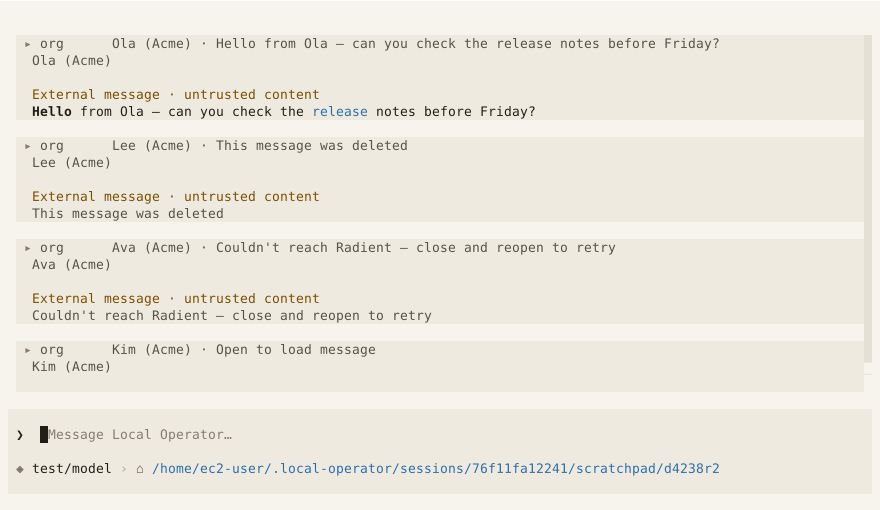 ▸ org      Ola (Acme) · Hello from Ola — can you check the release notes before Friday?
Ola (Acme)
External message · untrusted content
Hello from Ola — can you check the release notes before Friday?
▸ org      Lee (Acme) · This message was deleted
Lee (Acme)
External message · untrusted content
This message was deleted
▸ org      Ava (Acme) · Couldn't reach Radient — close and reopen to retry
Ava (Acme)
External message · untrusted content
Couldn't reach Radient — close and reopen to retry
▸ org      Kim (Acme) · Open to load message
Kim (Acme)
❯ Message Local Operator…
◆ test/model › ⌂ /home/ec2-user/.local-operator/sessions/76f11fa12241/scratchpad/d4238r2